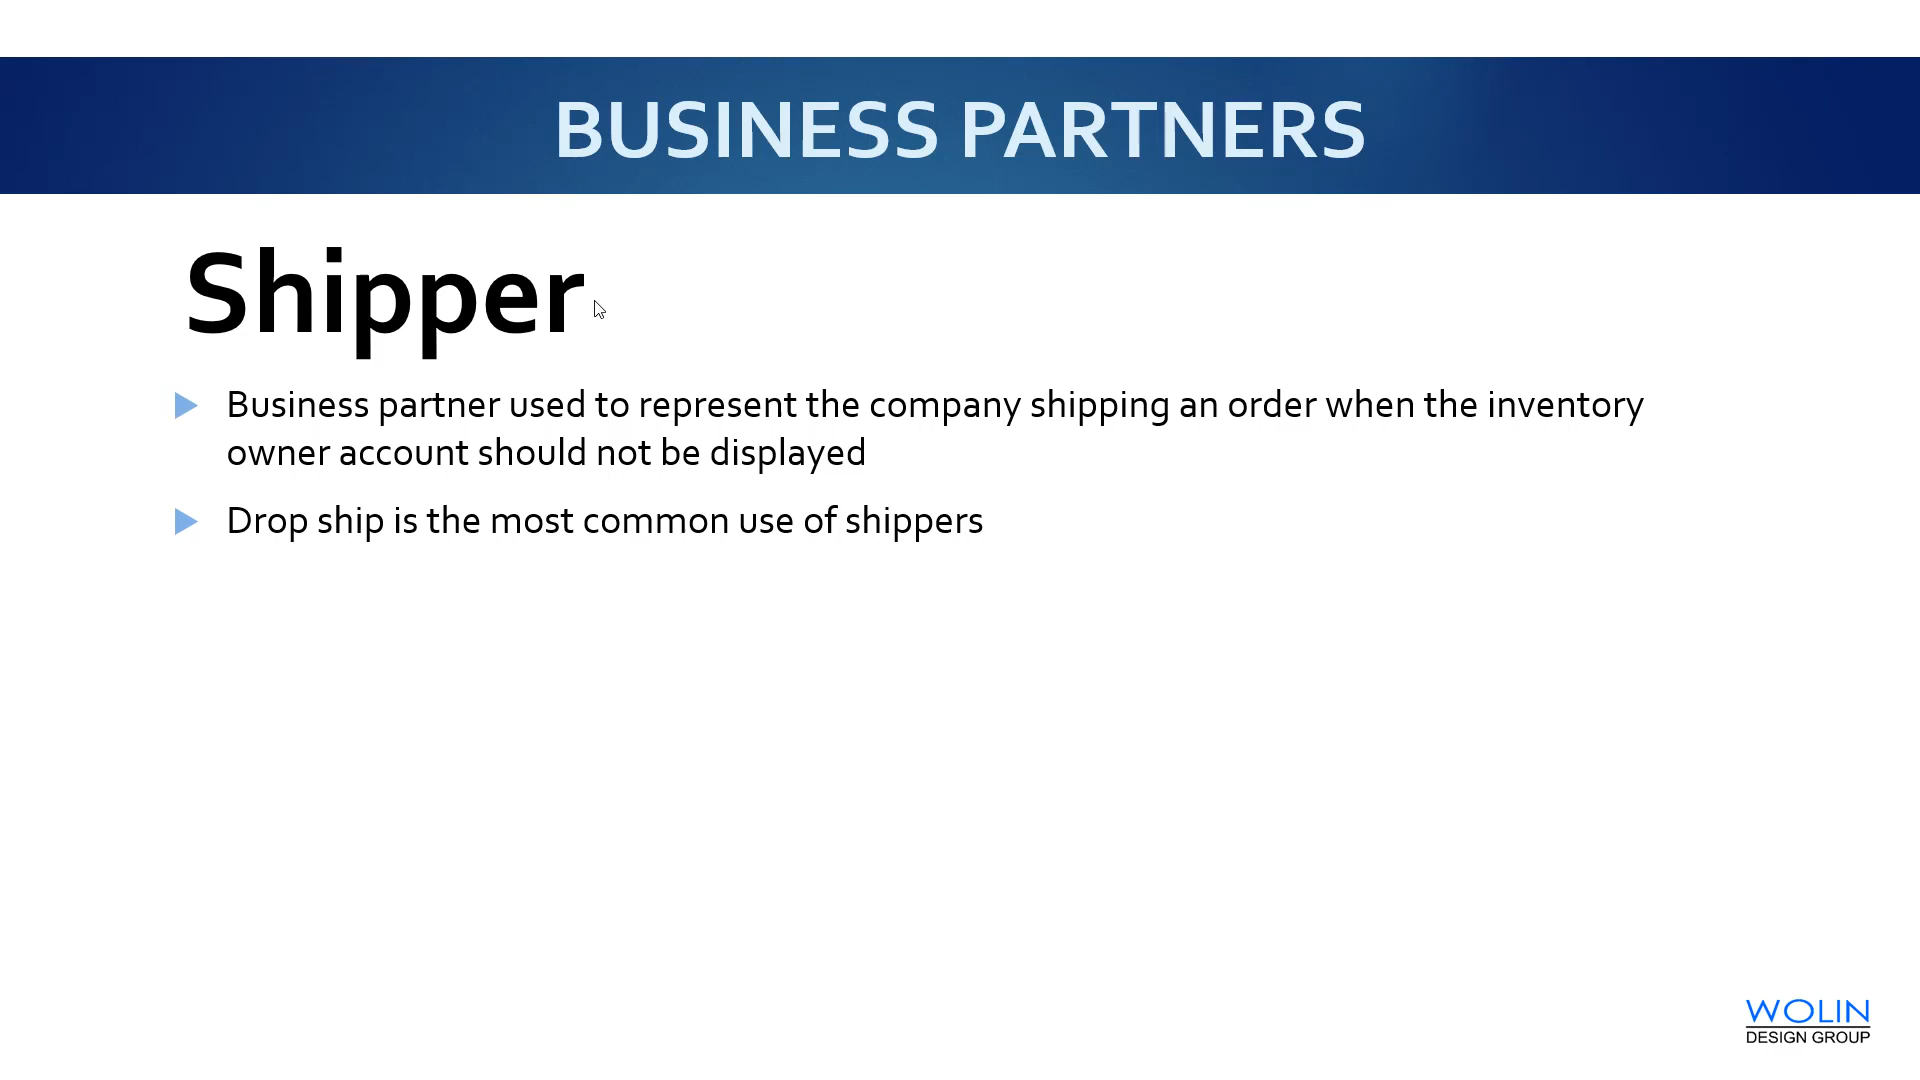 BUSINESS PARTNERS
Shipper
Business partner used to represent the company shipping an order when the inventory
owner account should not be displayed
Drop ship is the most common use of shippers
WOLIN
DESIGN GROUP